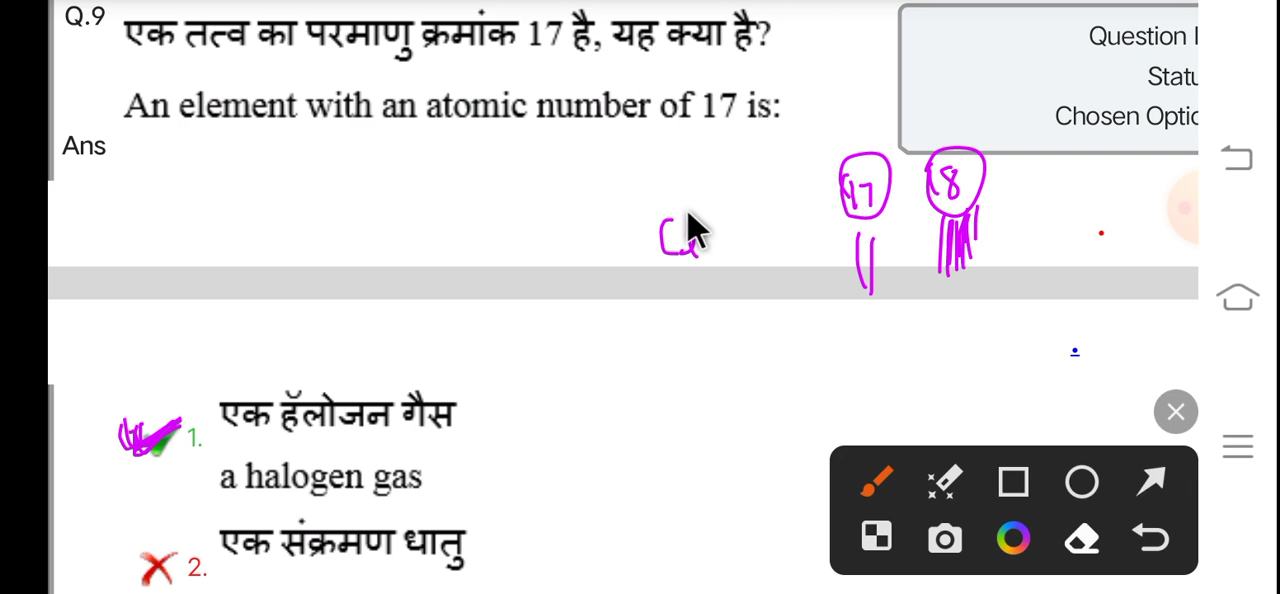 Q.9 एक तत्व का परमाणु क्रमांक 17 है, यह क्या है?
An element with an atomic number of 17 is:
Question
Statu
Chosen Optic
Ans
17 18
1. एक हॅलोजन गैस
a halogen gas
2. एक संक्रमण धातु